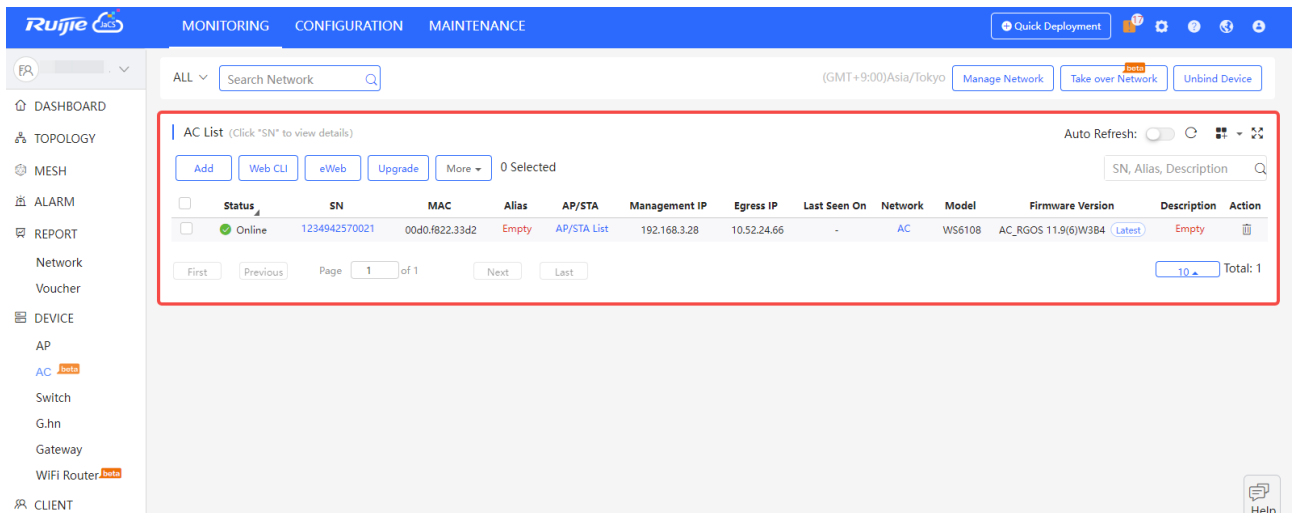 Ruijie JaCS MONITORING CONFIGURATION MAINTENANCE Quick Deployment 17
ALL Search Network (GMT+9:00)Asia/Tokyo Manage Network Take over Network beta Unbind Device
DASHBOARD
TOPOLOGY
MESH
ALARM
REPORT
Network
Voucher
DEVICE
AP
AC beta
Switch
G.hn
Gateway
WiFi Router beta
CLIENT
AC List (Click "SN" to view details) Auto Refresh:
Add Web CLI eWeb Upgrade More 0 Selected SN, Alias, Description
Status SN MAC Alias AP/STA Management IP Egress IP Last Seen On Network Model Firmware Version Description Action
Online 1234942570021 00d0.f822.33d2 Empty AP/STA List 192.168.3.28 10.52.24.66 - AC WS6108 AC_RGOS 11.9(6)W3B4 Latest Empty
First Previous Page 1 of 1 Next Last 10 Total: 1
Help